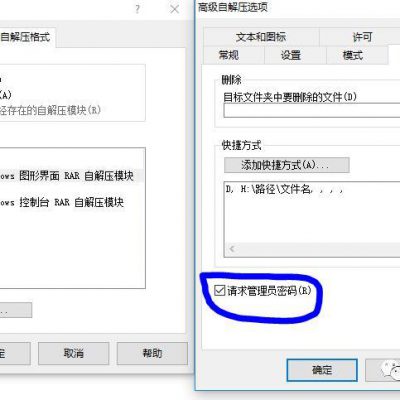 ?
自解压格式
(A)
经存在的自解压模块(R)
ows 图形界面 RAR 自解压模块
ows 控制台 RAR 自解压模块
...
定
取消
帮助
高级自解压选项
文本和图标
许可
常规
设置
模式
删除
目标文件夹中要删除的文件(D)
快捷方式
添加快捷方式(A)...
D, H:\路径\文件名, , , ,
请求管理员密码(R)
确定